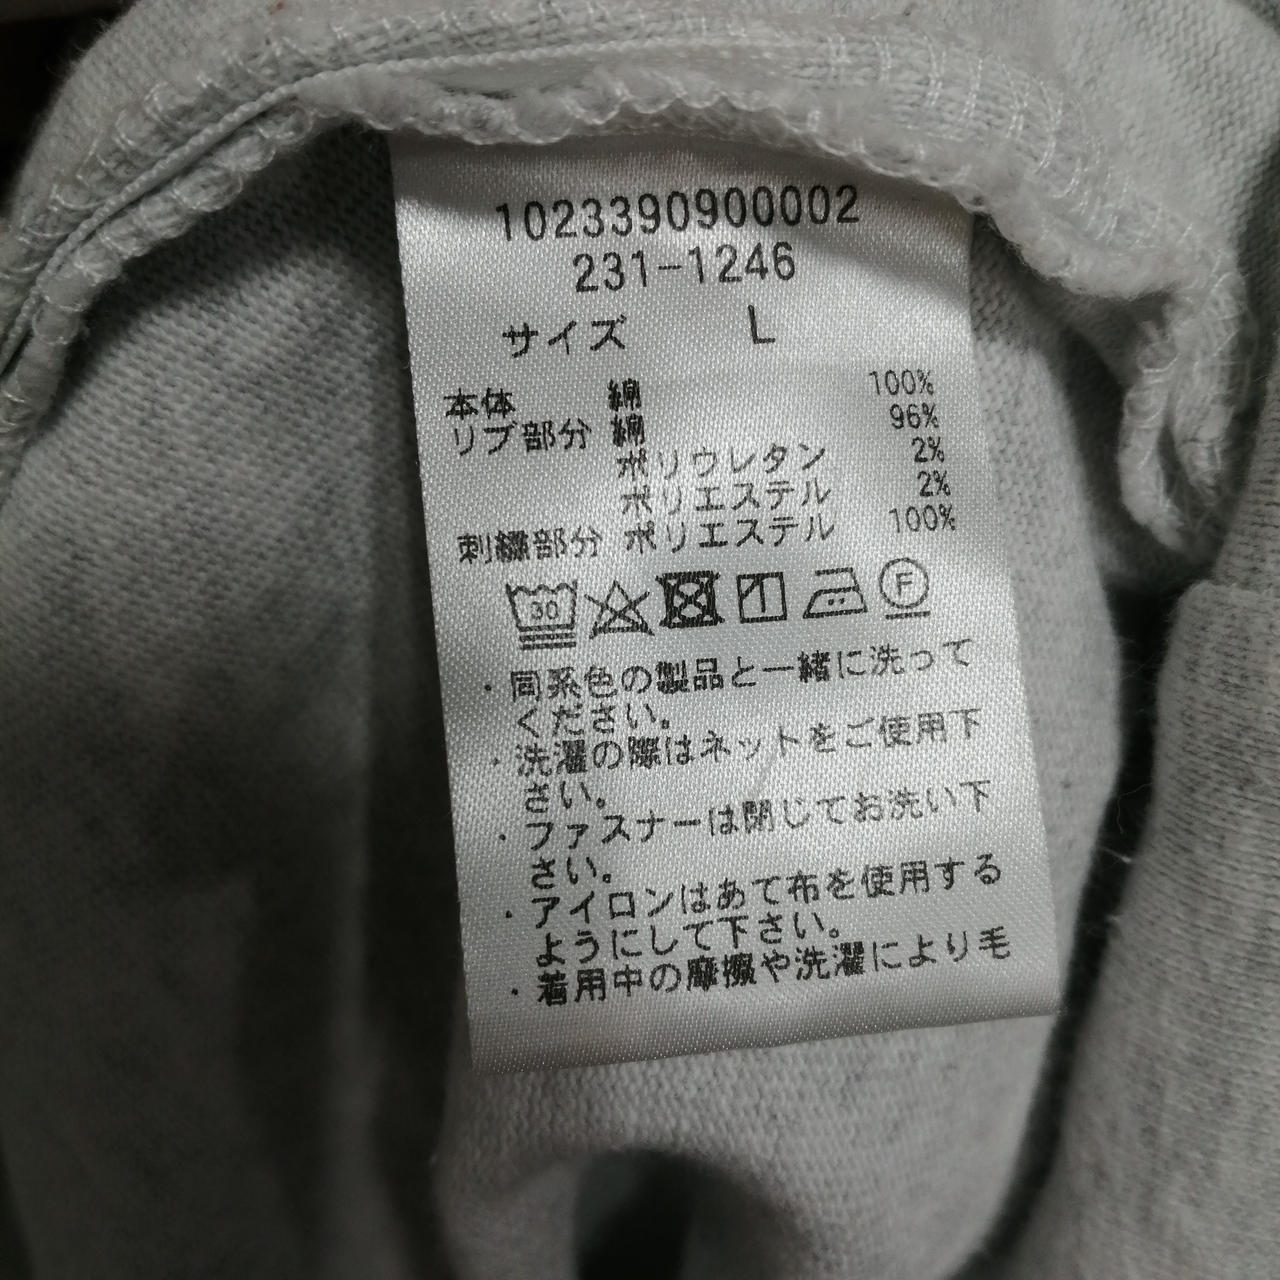 1023390900002
231-1246
サイズ L
本体 綿 100%
リブ部分 綿 96%
ポリウレタン 2%
ポリエステル 2%
刺繍部分 ポリエステル 100%
30
F
・同系色の製品と一緒に洗って
ください。
・洗濯の際はネットをご使用下
さい。
・ファスナーは閉じてお洗い下
さい。
・アイロンはあて布を使用する
ようにして下さい。
・着用中の摩擦や洗濯により毛